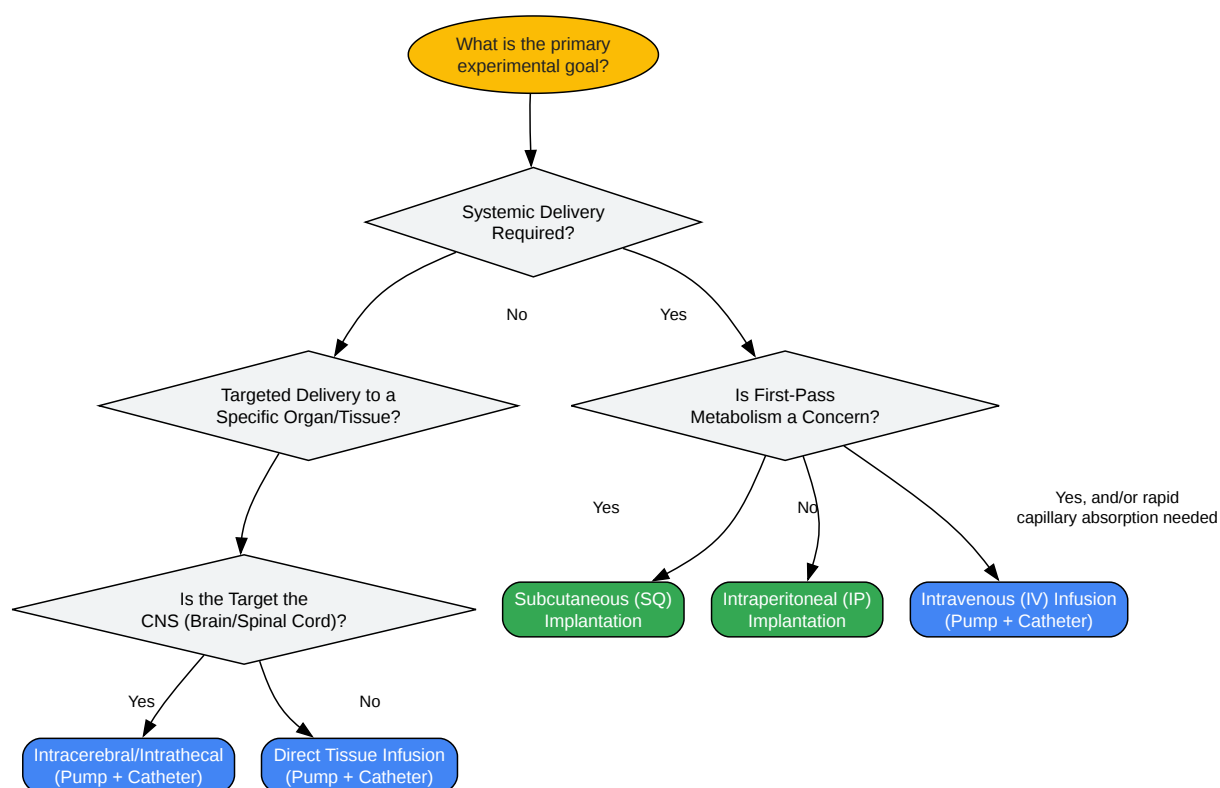 What is the primary
experimental goal?
Systemic Delivery
Required?
No
Yes
Targeted Delivery to a
Specific Organ/Tissue?
Is First-Pass
Metabolism a Concern?
Yes
No
Yes, and/or rapid
capillary absorption needed
Is the Target the
CNS (Brain/Spinal Cord)?
Subcutaneous (SQ)
Implantation
Intraperitoneal (IP)
Implantation
Intravenous (IV) Infusion
(Pump + Catheter)
Yes
No
Intracerebral/Intrathecal
(Pump + Catheter)
Direct Tissue Infusion
(Pump + Catheter)